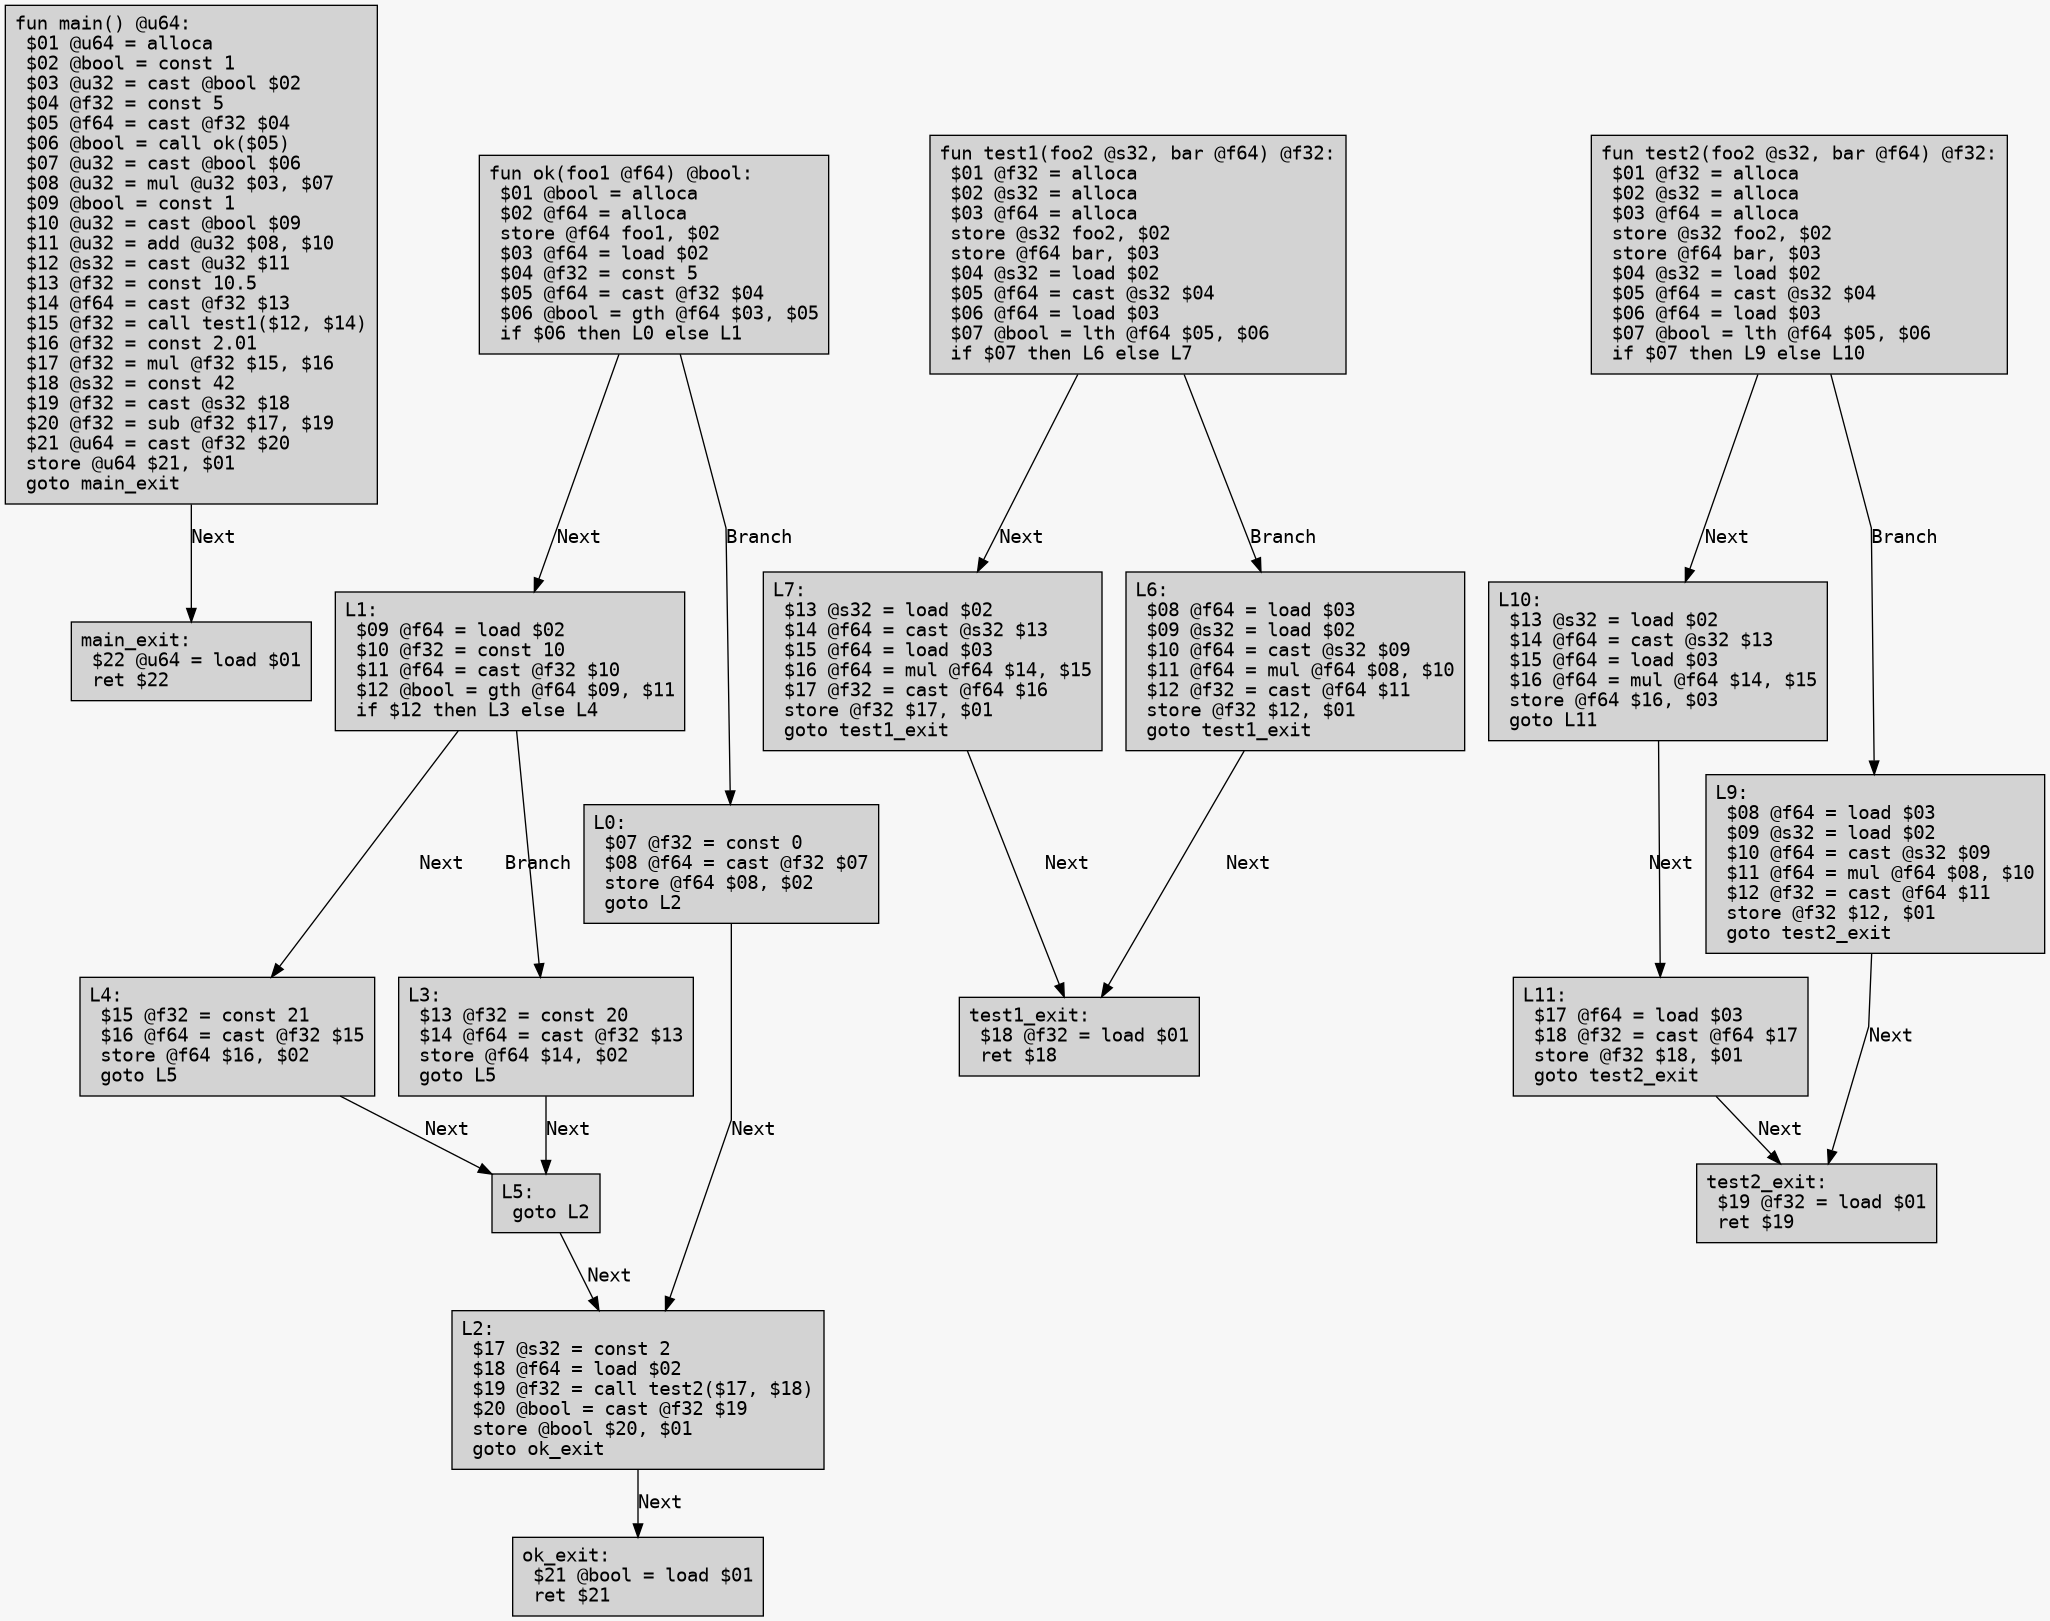 fun main() @u64:
$01 @u64 = alloca
$02 @bool = const 1
$03 @u32 = cast @bool $02
$04 @f32 = const 5
$05 @f64 = cast @f32 $04
$06 @bool = call ok($05)
$07 @u32 = cast @bool $06
$08 @u32 = mul @u32 $03, $07
$09 @bool = const 1
$10 @u32 = cast @bool $09
$11 @u32 = add @u32 $08, $10
$12 @s32 = cast @u32 $11
$13 @f32 = const 10.5
$14 @f64 = cast @f32 $13
$15 @f32 = call test1($12, $14)
$16 @f32 = const 2.01
$17 @f32 = mul @f32 $15, $16
$18 @s32 = const 42
$19 @f32 = cast @s32 $18
$20 @f32 = sub @f32 $17, $19
$21 @u64 = cast @f32 $20
store @u64 $21, $01
goto main_exit
Next
main_exit:
$22 @u64 = load $01
ret $22
fun ok(foo1 @f64) @bool:
$01 @bool = alloca
$02 @f64 = alloca
store @f64 foo1, $02
$03 @f64 = load $02
$04 @f32 = const 5
$05 @f64 = cast @f32 $04
$06 @bool = gth @f64 $03, $05
if $06 then L0 else L1
Next
Branch
L1:
$09 @f64 = load $02
$10 @f32 = const 10
$11 @f64 = cast @f32 $10
$12 @bool = gth @f64 $09, $11
if $12 then L3 else L4
Next
Branch
L0:
$07 @f32 = const 0
$08 @f64 = cast @f32 $07
store @f64 $08, $02
goto L2
L4:
$15 @f32 = const 21
$16 @f64 = cast @f32 $15
store @f64 $16, $02
goto L5
L3:
$13 @f32 = const 20
$14 @f64 = cast @f32 $13
store @f64 $14, $02
goto L5
Next
Next
Next
L5:
goto L2
Next
L2:
$17 @s32 = const 2
$18 @f64 = load $02
$19 @f32 = call test2($17, $18)
$20 @bool = cast @f32 $19
store @bool $20, $01
goto ok_exit
Next
ok_exit:
$21 @bool = load $01
ret $21
fun test1(foo2 @s32, bar @f64) @f32:
$01 @f32 = alloca
$02 @s32 = alloca
$03 @f64 = alloca
store @s32 foo2, $02
store @f64 bar, $03
$04 @s32 = load $02
$05 @f64 = cast @s32 $04
$06 @f64 = load $03
$07 @bool = lth @f64 $05, $06
if $07 then L6 else L7
Next
Branch
L7:
$13 @s32 = load $02
$14 @f64 = cast @s32 $13
$15 @f64 = load $03
$16 @f64 = mul @f64 $14, $15
$17 @f32 = cast @f64 $16
store @f32 $17, $01
goto test1_exit
L6:
$08 @f64 = load $03
$09 @s32 = load $02
$10 @f64 = cast @s32 $09
$11 @f64 = mul @f64 $08, $10
$12 @f32 = cast @f64 $11
store @f32 $12, $01
goto test1_exit
Next
Next
test1_exit:
$18 @f32 = load $01
ret $18
fun test2(foo2 @s32, bar @f64) @f32:
$01 @f32 = alloca
$02 @s32 = alloca
$03 @f64 = alloca
store @s32 foo2, $02
store @f64 bar, $03
$04 @s32 = load $02
$05 @f64 = cast @s32 $04
$06 @f64 = load $03
$07 @bool = lth @f64 $05, $06
if $07 then L9 else L10
Next
Branch
L10:
$13 @s32 = load $02
$14 @f64 = cast @s32 $13
$15 @f64 = load $03
$16 @f64 = mul @f64 $14, $15
store @f64 $16, $03
goto L11
Next
L9:
$08 @f64 = load $03
$09 @s32 = load $02
$10 @f64 = cast @s32 $09
$11 @f64 = mul @f64 $08, $10
$12 @f32 = cast @f64 $11
store @f32 $12, $01
goto test2_exit
L11:
$17 @f64 = load $03
$18 @f32 = cast @f64 $17
store @f32 $18, $01
goto test2_exit
Next
Next
test2_exit:
$19 @f32 = load $01
ret $19